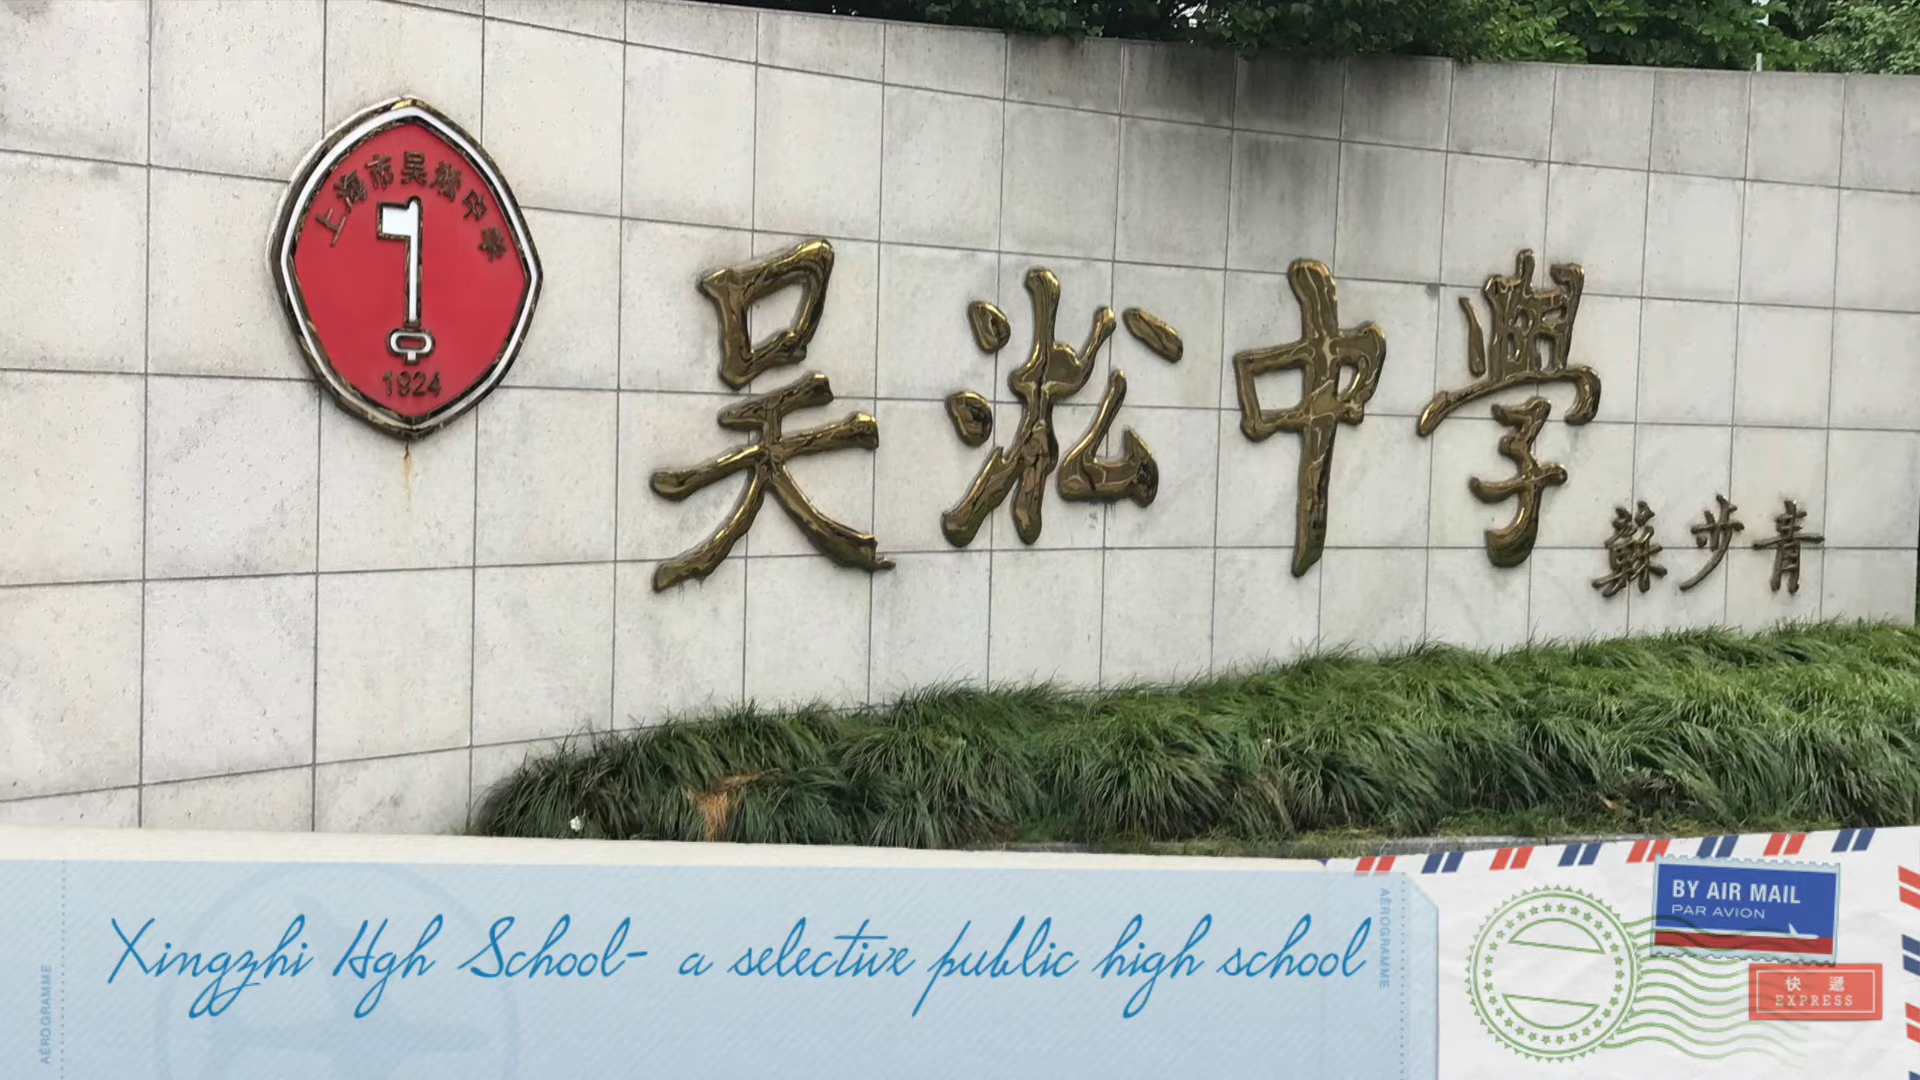 上海市吴淞中学
1924
吴淞中學
蘇步青
Xingzhi Hgh School- a selective public high school
AÉROGRAMME
AÉROGRAMME
BY AIR MAIL
PAR AVION
快遞
EXPRESS